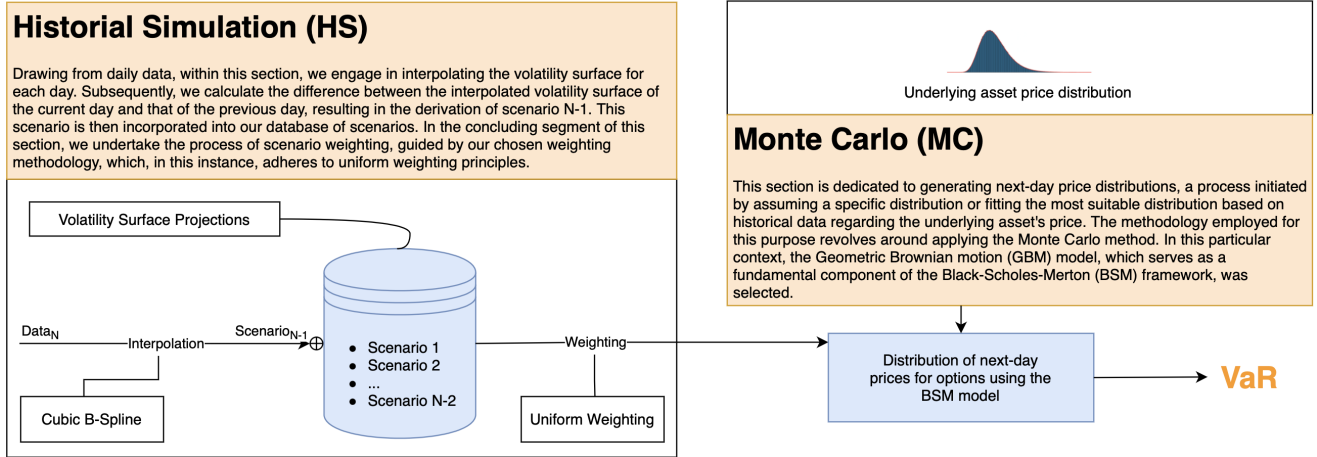 Historial Simulation (HS)
Drawing from daily data, within this section, we engage in interpolating the volatility surface for
each day. Subsequently, we calculate the difference between the interpolated volatility surface of
the current day and that of the previous day, resulting in the derivation of scenario N-1. This
scenario is then incorporated into our database of scenarios. In the concluding segment of this
section, we undertake the process of scenario weighting, guided by our chosen weighting
methodology, which, in this instance, adheres to uniform weighting principles.
Volatility Surface Projections
DataN
Interpolation
ScenarioN-1
Cubic B-Spline
• Scenario 1
• Scenario 2
• ...
• Scenario N-2
Weighting
Uniform Weighting
Underlying asset price distribution
Monte Carlo (MC)
This section is dedicated to generating next-day price distributions, a process initiated
by assuming a specific distribution or fitting the most suitable distribution based on
historical data regarding the underlying asset's price. The methodology employed for
this purpose revolves around applying the Monte Carlo method. In this particular
context, the Geometric Brownian motion (GBM) model, which serves as a
fundamental component of the Black-Scholes-Merton (BSM) framework, was
selected.
Distribution of next-day
prices for options using the
BSM model
VaR